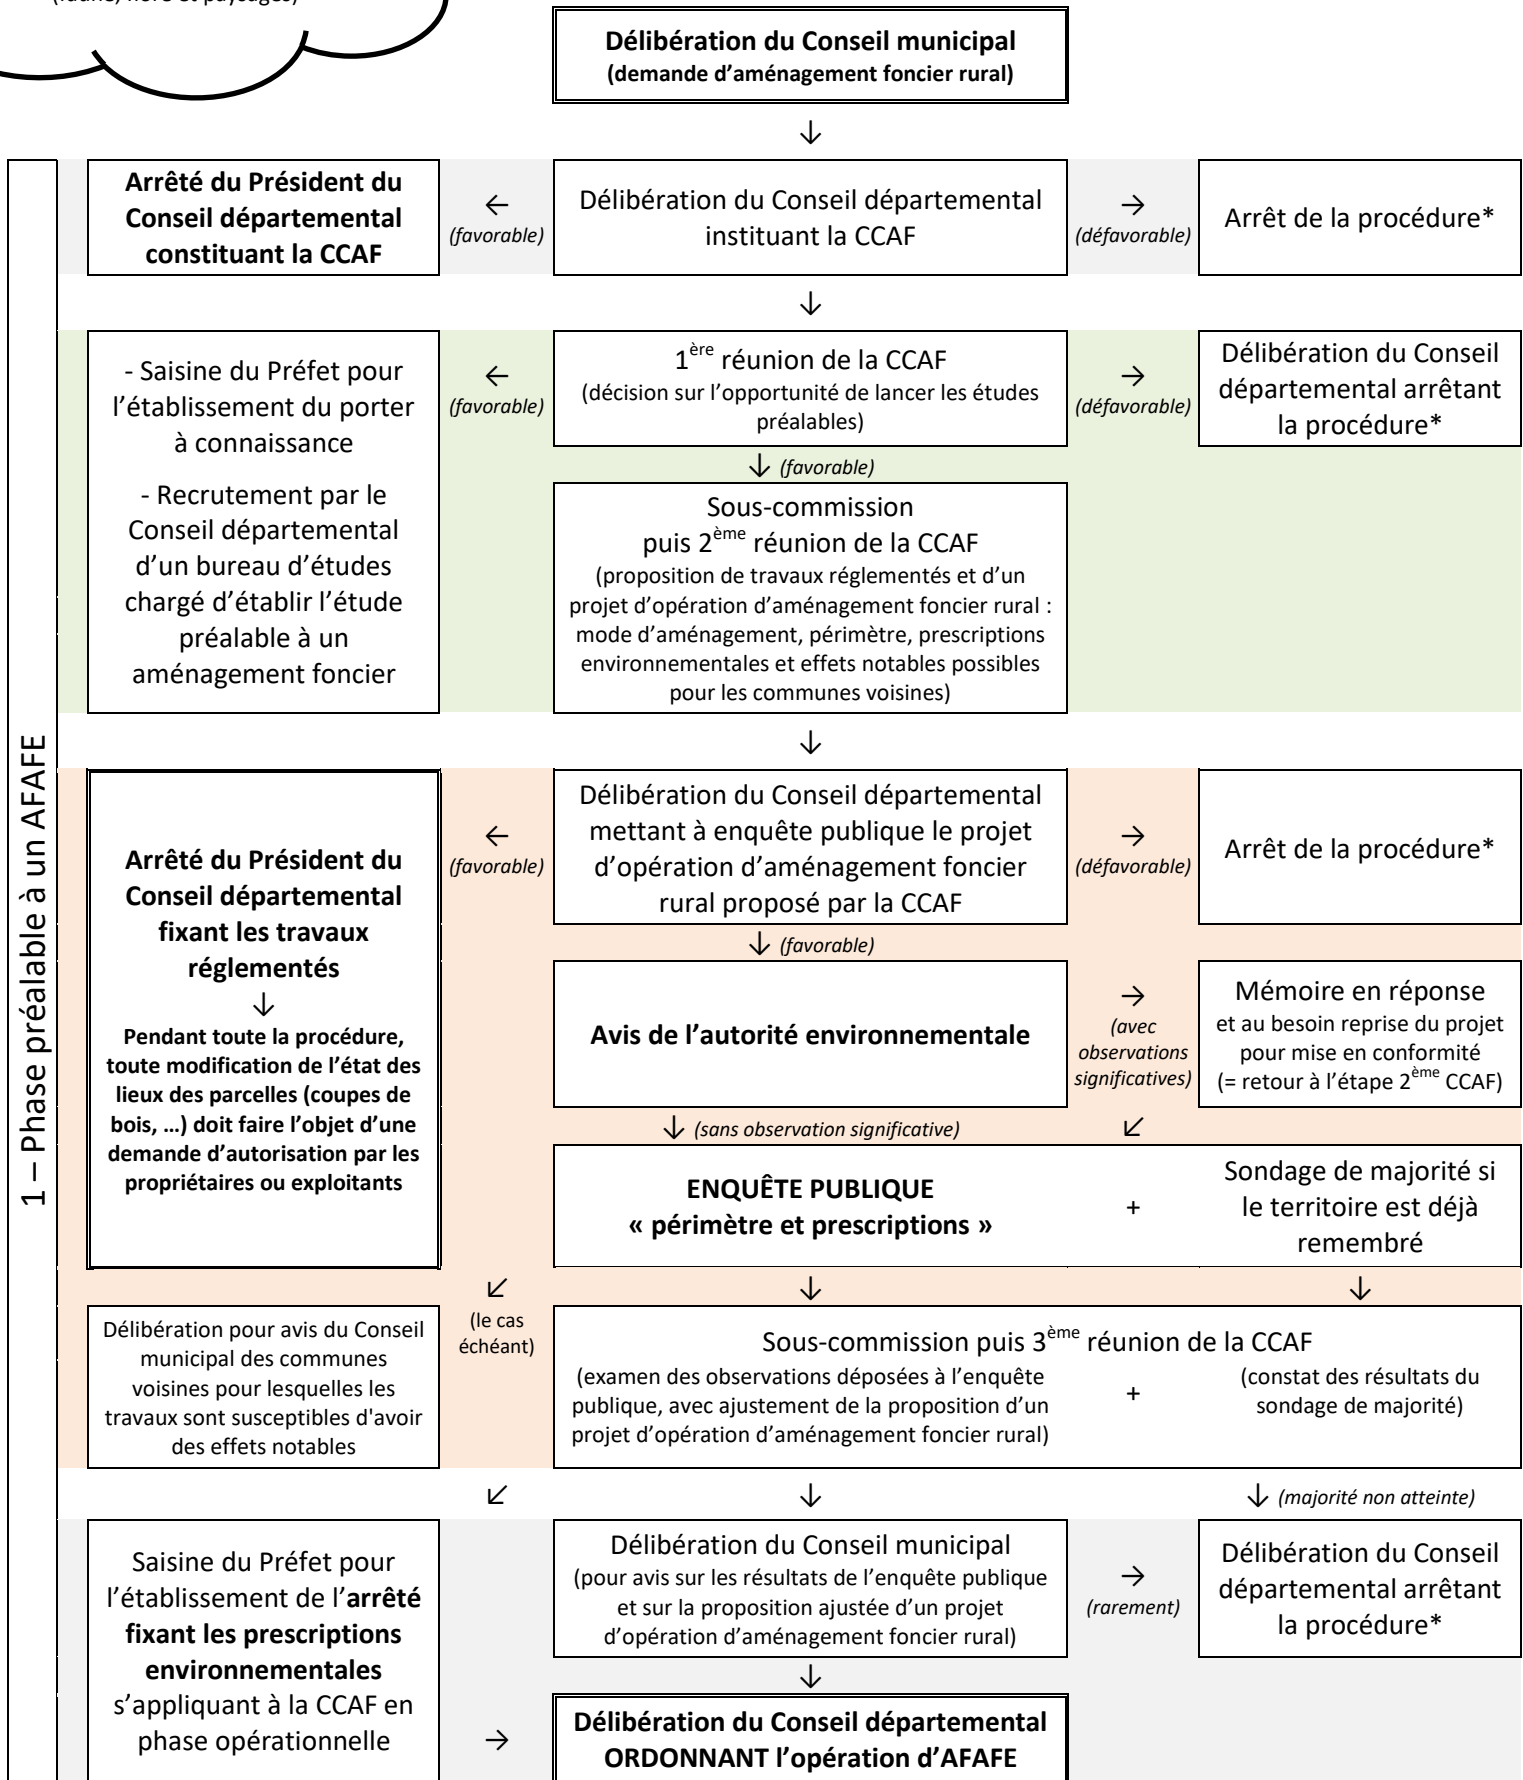 (faune, flore et paysages)
Délibération du Conseil municipal
(demande d'aménagement foncier rural)
↓
1 – Phase préalable à un AFAFE
Arrêté du Président du
Conseil départemental
constituant la CCAF
←
(favorable)
Délibération du Conseil départemental
instituant la CCAF
→
(défavorable)
Arrêt de la procédure*
↓
- Saisine du Préfet pour
l'établissement du porter
à connaissance
- Recrutement par le
Conseil départemental
d'un bureau d'études
chargé d'établir l'étude
préalable à un
aménagement foncier
←
(favorable)
1ère réunion de la CCAF
(décision sur l'opportunité de lancer les études
préalables)
→
(défavorable)
Délibération du Conseil
départemental arrêtant
la procédure*
↓ (favorable)
Sous-commission
puis 2ème réunion de la CCAF
(proposition de travaux réglementés et d'un
projet d'opération d'aménagement foncier rural :
mode d'aménagement, périmètre, prescriptions
environnementales et effets notables possibles
pour les communes voisines)
↓
Arrêté du Président du
Conseil départemental
fixant les travaux
réglementés
↓
Pendant toute la procédure,
toute modification de l'état des
lieux des parcelles (coupes de
bois, …) doit faire l'objet d'une
demande d'autorisation par les
propriétaires ou exploitants
←
(favorable)
Délibération du Conseil départemental
mettant à enquête publique le projet
d'opération d'aménagement foncier
rural proposé par la CCAF
→
(défavorable)
Arrêt de la procédure*
↓ (favorable)
Avis de l'autorité environnementale
→
(avec
observations
significatives)
Mémoire en réponse
et au besoin reprise du projet
pour mise en conformité
(= retour à l'étape 2ème CCAF)
↓ (sans observation significative)
↙
ENQUÊTE PUBLIQUE
« périmètre et prescriptions »
+
Sondage de majorité si
le territoire est déjà
remembré
↙
(le cas
échéant)
↓
↓
Délibération pour avis du Conseil
municipal des communes
voisines pour lesquelles les
travaux sont susceptibles d'avoir
des effets notables
Sous-commission puis 3ème réunion de la CCAF
(examen des observations déposées à l'enquête
publique, avec ajustement de la proposition d'un
projet d'opération d'aménagement foncier rural)
+
(constat des résultats du
sondage de majorité)
↙
↓
↓ (majorité non atteinte)
Saisine du Préfet pour
l'établissement de l'arrêté
fixant les prescriptions
environnementales
s'appliquant à la CCAF en
phase opérationnelle
Délibération du Conseil municipal
(pour avis sur les résultats de l'enquête publique
et sur la proposition ajustée d'un projet
d'opération d'aménagement foncier rural)
→
(rarement)
Délibération du Conseil
départemental arrêtant
la procédure*
↓
→
Délibération du Conseil départemental
ORDONNANT l'opération d'AFAFE